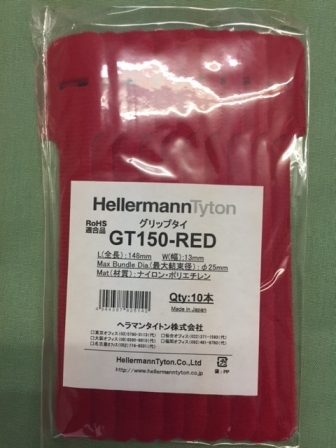 HellermannTyton
RoHS
適合品
グリップタイ
GT150-RED
L(全長):148mm W(幅):13mm
Max Bundle Dia(最大結束径):φ25mm
Mat(材質):ナイロン・ポリエチレン
Qty:10本
Made in Japan
ヘラマンタイトン株式会社
HellermannTyton.Co.,Ltd
http://www.hellermanntyton.co.jp
袋:PP